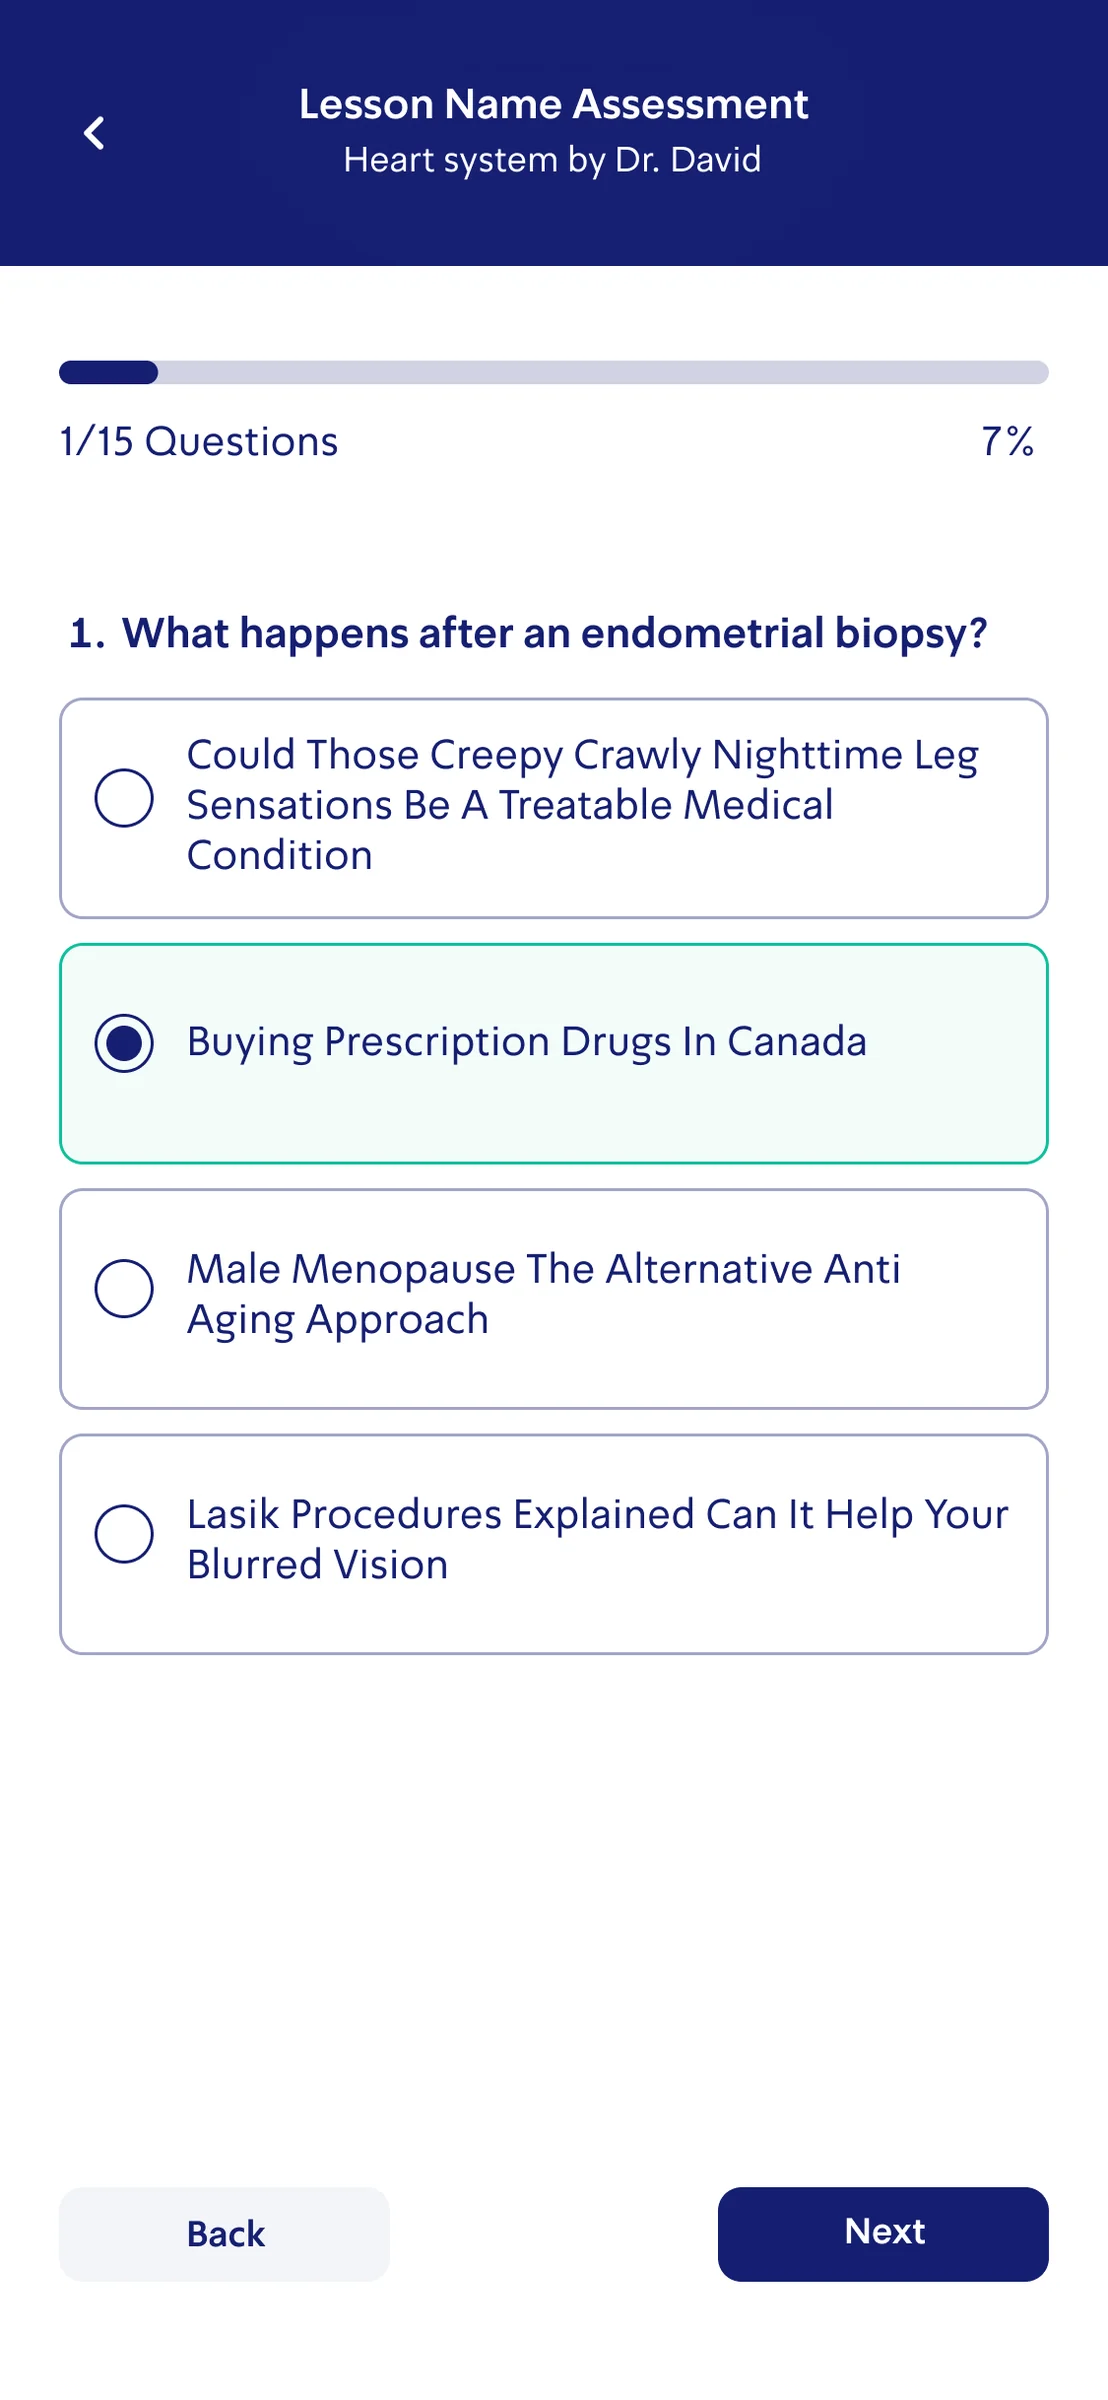 Lesson Name Assessment
Heart system by Dr. David
1/15 Questions
7%
1. What happens after an endometrial biopsy?
Could Those Creepy Crawly Nighttime Leg
Sensations Be A Treatable Medical
Condition
Buying Prescription Drugs In Canada
Male Menopause The Alternative Anti
Aging Approach
Lasik Procedures Explained Can It Help Your
Blurred Vision
Back
Next